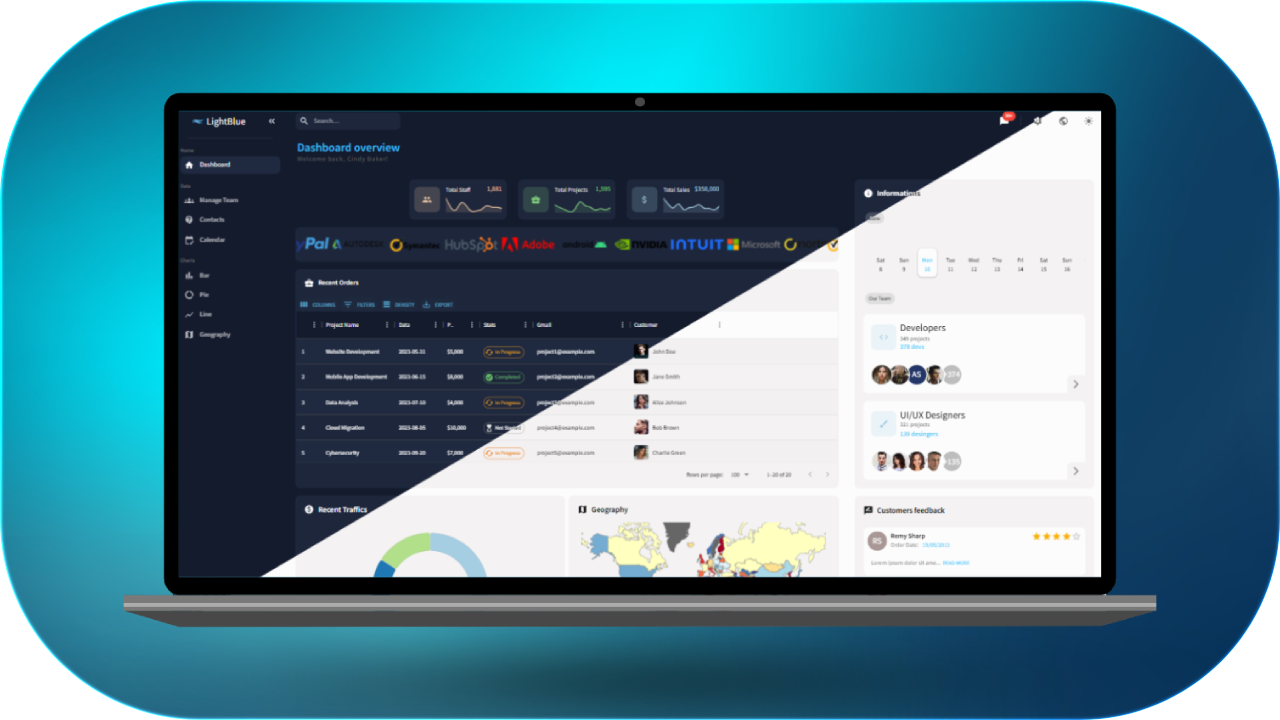 LightBlue
«
Search...
Dashboard overview
Welcome back, Cindy Baker!
Home
Dashboard
Data
Manage Team
Contacts
Calendar
Charts
Bar
Pie
Line
Geography
Total Staff 1,681
Total Projects 1,595
Total Sales $358,000
yPal AUTODESK Symantec HubSpot Adobe android NVIDIA INTUIT Microsoft
Recent Orders
COLUMNS FILTERS DENSITY EXPORT
Project Name Data P.. Stats Gmail Customer
1 Website Development 2023-05-31 $5,000 In Progress project1@example.com John Doe
2 Mobile App Development 2023-06-15 $8,000 Completed project2@example.com Jane Smith
3 Data Analysis 2023-07-10 $4,000 In Progress project3@example.com Alice Johnson
4 Cloud Migration 2023-08-05 $10,000 Not Started project4@example.com Bob Brown
5 Cybersecurity 2023-09-20 $7,000 In Progress project5@example.com Charlie Green
Rows per page: 100 1–20 of 20
Recent Traffics
Geography
Informations
Sat Sun Mon Tue Wed Thu Fri Sat Sun
8 9 10 11 12 13 14 15 16
Our Team
Developers
349 projects
378 devs
AS +374
UI/UX Designers
321 projects
139 desingers
+135
Customers feedback
RS
Remy Sharp
Order Date:
Lorem ipsum dolor sit ame... READ MORE